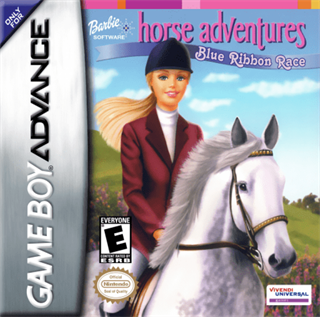 ONLY
FOR
GAME BOY ADVANCE
Barbie
SOFTWARE
horse adventures
Blue Ribbon Race
EVERYONE
E
CONTENT RATED BY
ESRB
Official
Nintendo
Seal of Quality
VIVENDI
UNIVERSAL
games